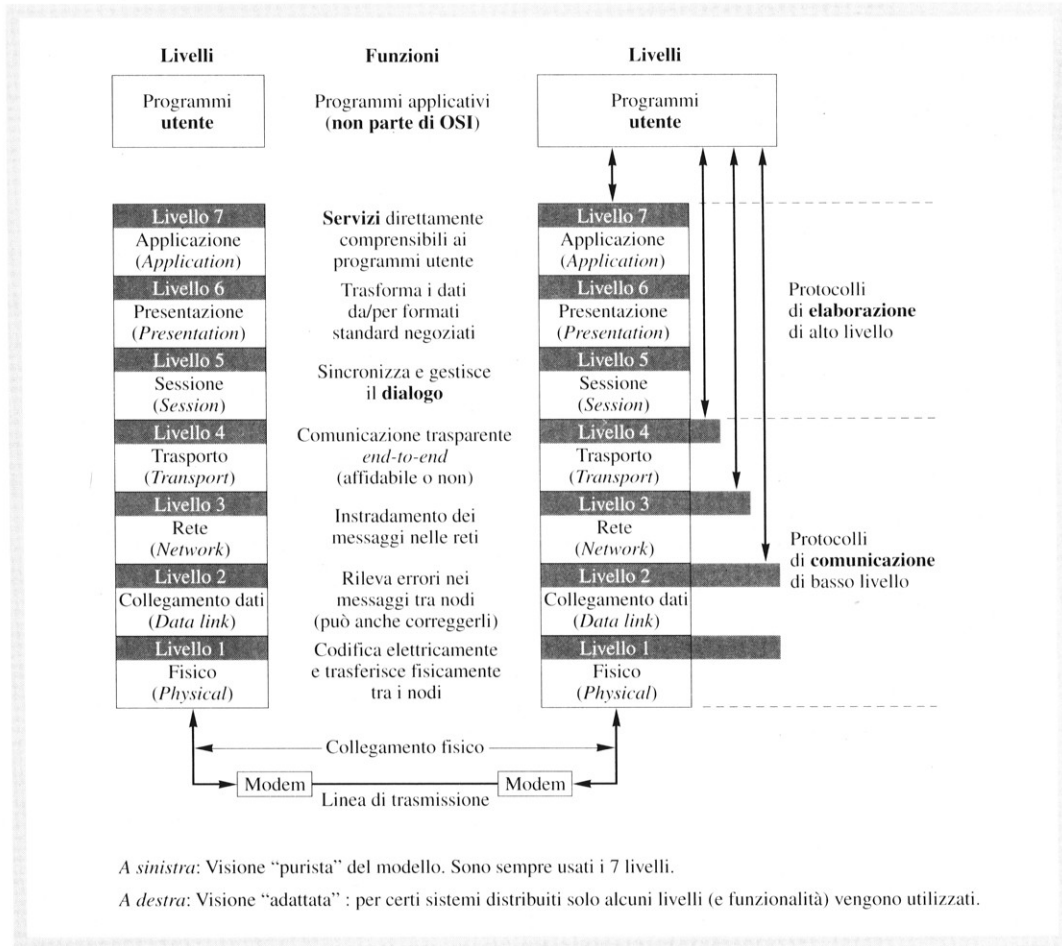 Livelli
Programmi
utente
Livello 7
Applicazione
(Application)
Livello 6
Presentazione
(Presentation)
Livello 5
Sessione
(Session)
Livello 4
Trasporto
(Transport)
Livello 3
Rete
(Network)
Livello 2
Collegamento dati
(Data link)
Livello 1
Fisico
(Physical)
Funzioni
Programmi applicativi
(non parte di OSI)
Servizi direttamente
comprensibili ai
programmi utente
Trasforma i dati
da/per formati
standard negoziati
Sincronizza e gestisce
il dialogo
Comunicazione trasparente
end-to-end
(affidabile o non)
Instradamento dei
messaggi nelle reti
Rileva errori nei
messaggi tra nodi
(può anche correggerli)
Codifica elettricamente
e trasferisce fisicamente
tra i nodi
Livelli
Programmi
utente
Livello 7
Applicazione
(Application)
Livello 6
Presentazione
(Presentation)
Livello 5
Sessione
(Session)
Livello 4
Trasporto
(Transport)
Livello 3
Rete
(Network)
Livello 2
Collegamento dati
(Data link)
Livello 1
Fisico
(Physical)
Protocolli
di elaborazione
di alto livello
Protocolli
di comunicazione
di basso livello
Collegamento fisico
Modem
Linea di trasmissione
Modem
A sinistra: Visione “purista” del modello. Sono sempre usati i 7 livelli.
A destra: Visione “adattata” : per certi sistemi distribuiti solo alcuni livelli (e funzionalità) vengono utilizzati.